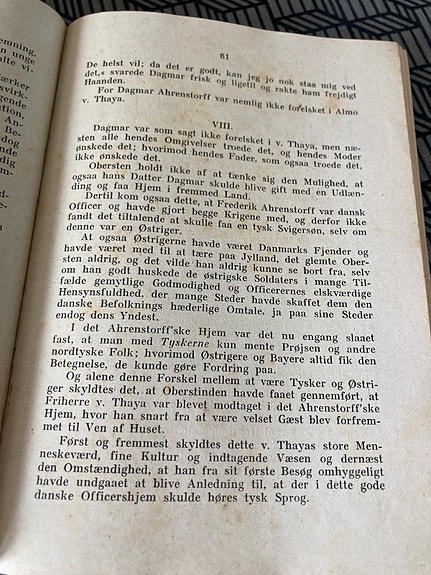 61
De helst vil; da det er godt, kan jeg jo nok staa mig ved
det,« svarede Dagmar frisk og ligetil og rakte ham frejdigt
Haanden.
For Dagmar Ahrenstorff var nemlig ikke forelsket i Almo
v. Thaya.
VIII.
Dagmar var som sagt ikke forelsket i v. Thaya, men næs-
ten alle hendes Omgivelser troede det, og hendes Moder
ønskede det; hvorimod hendes Fader, som ogsaa troede det,
ikke ønskede det.
Obersten holdt ikke af at tænke sig den Mulighed, at
ogsaa hans Datter Dagmar skulde blive gift med en Udlæn-
ding og faa Hjem i fremmed Land.
Dertil kom ogsaa dette, at Frederik Ahrenstorff var dansk
Officer og havde gjort begge Krigene med, og derfor ikke
fandt det tiltalende at skulle faa en tysk Svigersøn, selv om
denne var en Østriger.
At ogsaa Østrigerne havde været Danmarks Fjender og
havde været med til at tære paa Jylland, det glemte Ober-
sten aldrig, og det vilde han aldrig kunne se bort fra, selv
om han godt huskede de østrigske Soldaters i mange Til-
fælde gemytlige Godmodighed og Officerernes elskværdige
Hensynsfuldhed, der mange Steder havde skaffet dem den
danske Befolknings hæderlige Omtale, ja paa sine Steder
endog dens Yndest.
I det Ahrenstorff'ske Hjem var det nu engang slaaet
fast, at man med Tyskerne kun mente Prøjsen og andre
nordtyske Folk; hvorimod Østrigere og Bayere altid fik den
Betegnelse, de kunde gøre Fordring paa.
Og alene denne Forskel mellem at være Tysker og Østri-
ger skyldtes det, at Oberstinden havde faaet gennemført, at
Friherre v. Thaya var blevet modtaget i det Ahrenstorff'ske
Hjem, hvor han snart fra at være velset Gæst blev forfrem-
met til Ven af Huset.
Først og fremmest skyldtes dette v. Thayas store Men-
neskeværd, fine Kultur og indtagende Væsen og dernæst
den Omstændighed, at han fra sit første Besøg omhyggeligt
havde undgaaet at blive Anledning til, at der i dette gode
danske Officershjem skulde høres tysk Sprog.